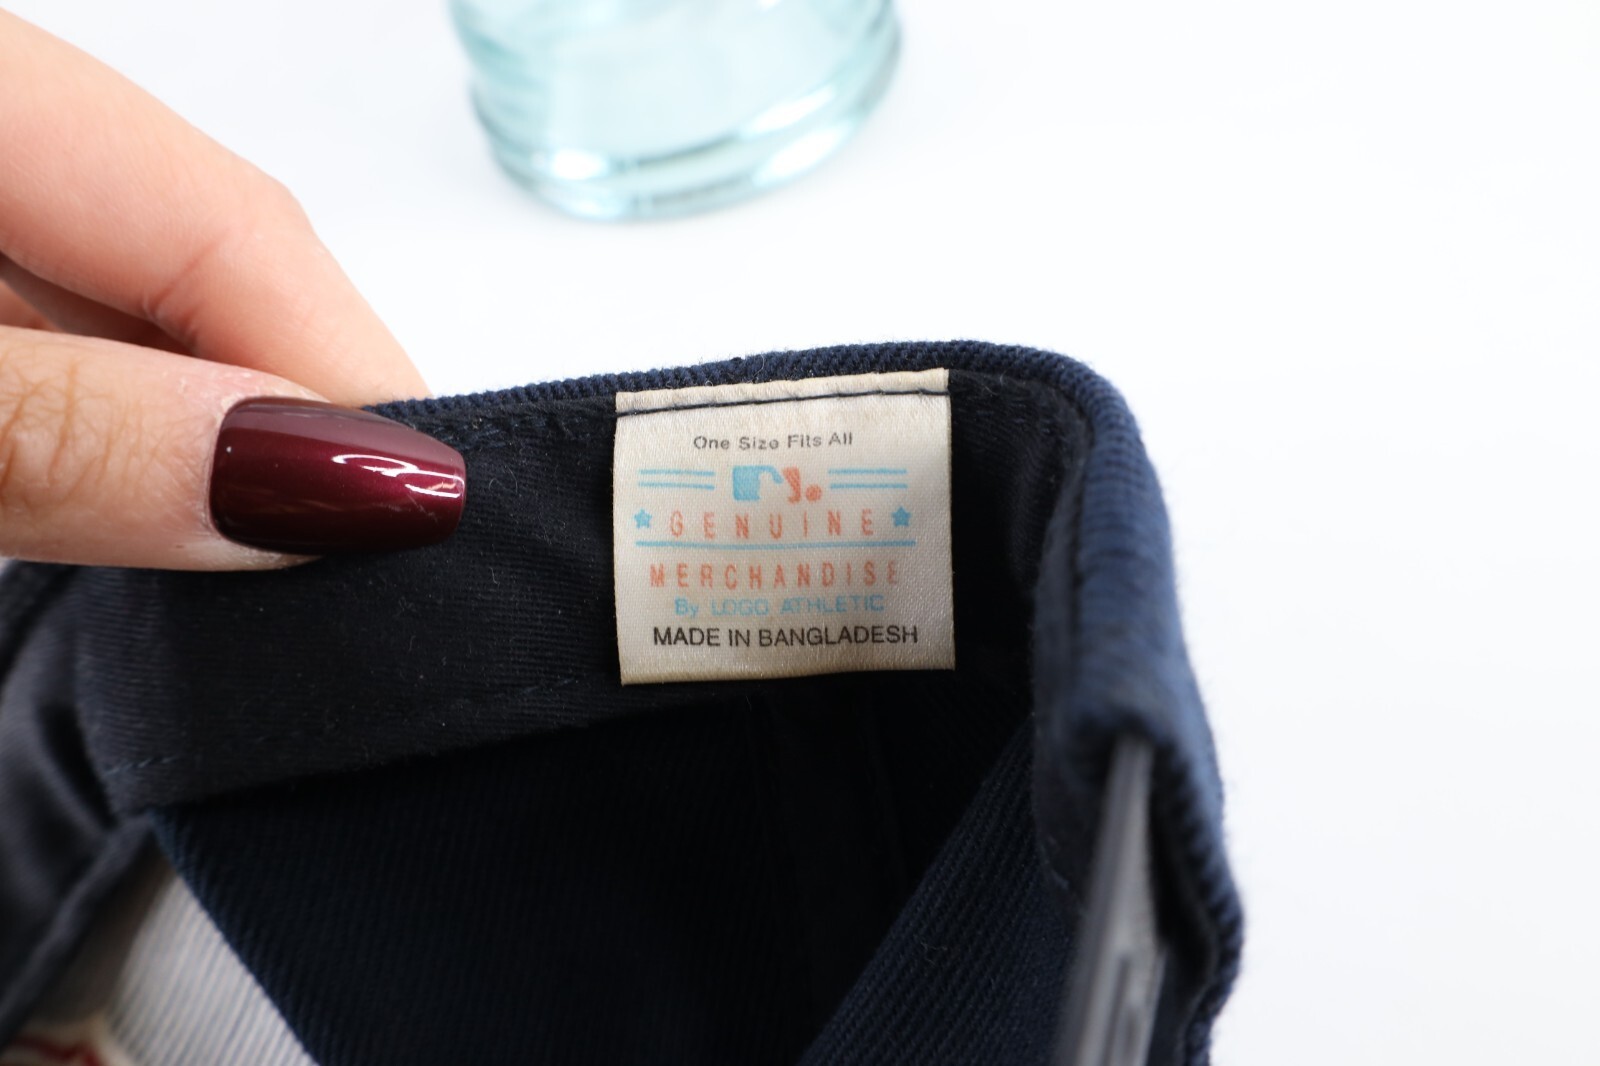 One Size Fits All
GENUINE
MERCHANDISE
By LOGO ATHLETIC
MADE IN BANGLADESH